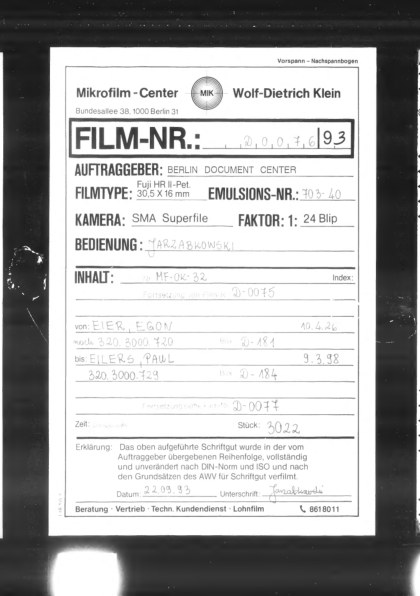 Vorspann – Nachspannbogen
Mikrofilm - Center MIK Wolf-Dietrich Klein
Bundesallee 38, 1000 Berlin 31
FILM-NR.: D,0,0,7,6 93
AUFTRAGGEBER: BERLIN DOCUMENT CENTER
FILMTYPE: Fuji HR II-Pet. 30,5 X 16 mm EMULSIONS-NR.: 703-40
KAMERA: SMA Superfile FAKTOR: 1: 24 Blip
BEDIENUNG: JARZABKOWSKI
INHALT: MF-OK-32 Index:
D-0075
von: EIER, EGON 10.4.26
320.3000.720 D-181
bis: EILERS, PAUL 9.3.98
320.3000.729 D-184
D-0077
Zeit: Stück: 3022
Erklärung: Das oben aufgeführte Schriftgut wurde in der vom
Auftraggeber übergebenen Reihenfolge, vollständig
und unverändert nach DIN-Norm und ISO und nach
den Grundsätzen des AWV für Schriftgut verfilmt.
Datum 22.09.93 Unterschrift Jarzabkowski
Beratung · Vertrieb · Techn. Kundendienst · Lohnfilm 8618011